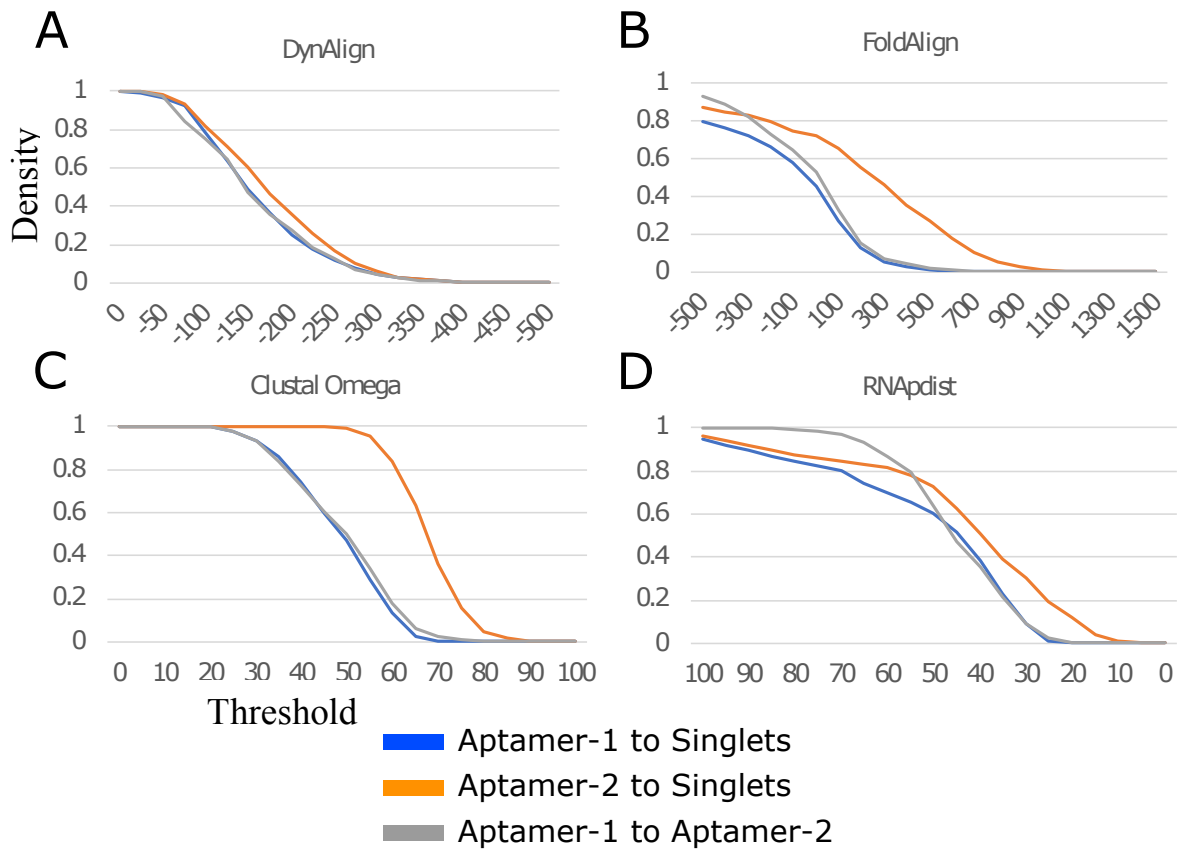 A
DynAlign
Density
1
0.8
0.6
0.4
0.2
0
0 -50 -100 -150 -200 -250 -300 -350 -400 -450 -500
B
FoldAlign
1
0.8
0.6
0.4
0.2
0
-500 -300 -100 100 300 500 700 900 1100 1300 1500
C
Clustal Omega
1
0.8
0.6
0.4
0.2
0
0 10 20 30 40 50 60 70 80 90 100
D
RNApdist
1
0.8
0.6
0.4
0.2
0
100 90 80 70 60 50 40 30 20 10 0
Threshold
Aptamer-1 to Singlets
Aptamer-2 to Singlets
Aptamer-1 to Aptamer-2